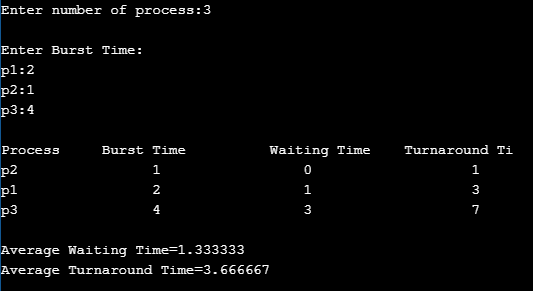 Enter number of process:3
Enter Burst Time:
p1:2
p2:1
p3:4
Process Burst Time Waiting Time Turnaround Ti
p2 1 0 1
p1 2 1 3
p3 4 3 7
Average Waiting Time=1.333333
Average Turnaround Time=3.666667